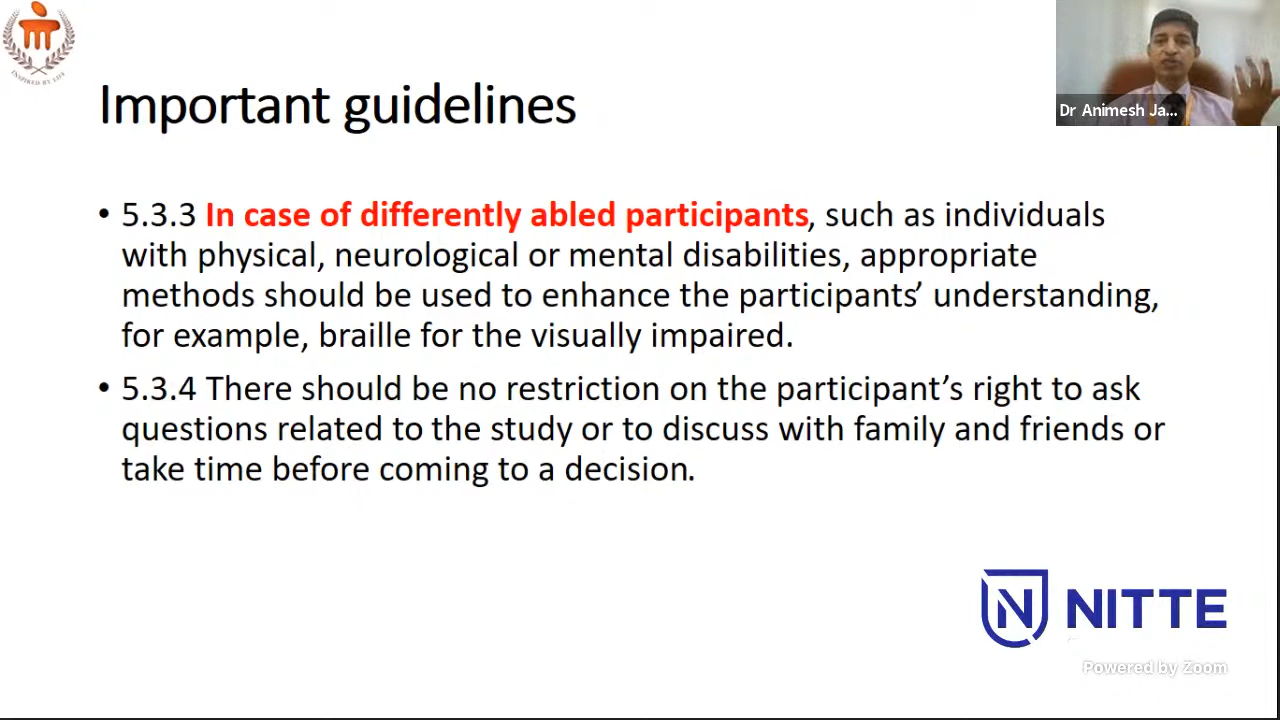 INSPIRED BY LIFE
Dr Animesh Ja...
Important guidelines
• 5.3.3 In case of differently abled participants, such as individuals
with physical, neurological or mental disabilities, appropriate
methods should be used to enhance the participants’ understanding,
for example, braille for the visually impaired.
• 5.3.4 There should be no restriction on the participant’s right to ask
questions related to the study or to discuss with family and friends or
take time before coming to a decision.
N NITTE
Powered by Zoom